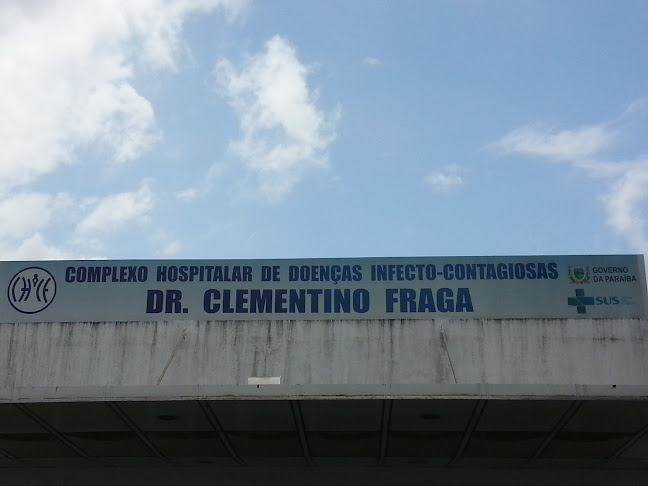 COMPLEXO HOSPITALAR DE DOENÇAS INFECTO-CONTAGIOSAS
DR. CLEMENTINO FRAGA
GOVERNO
DA PARAÍBA
SUS